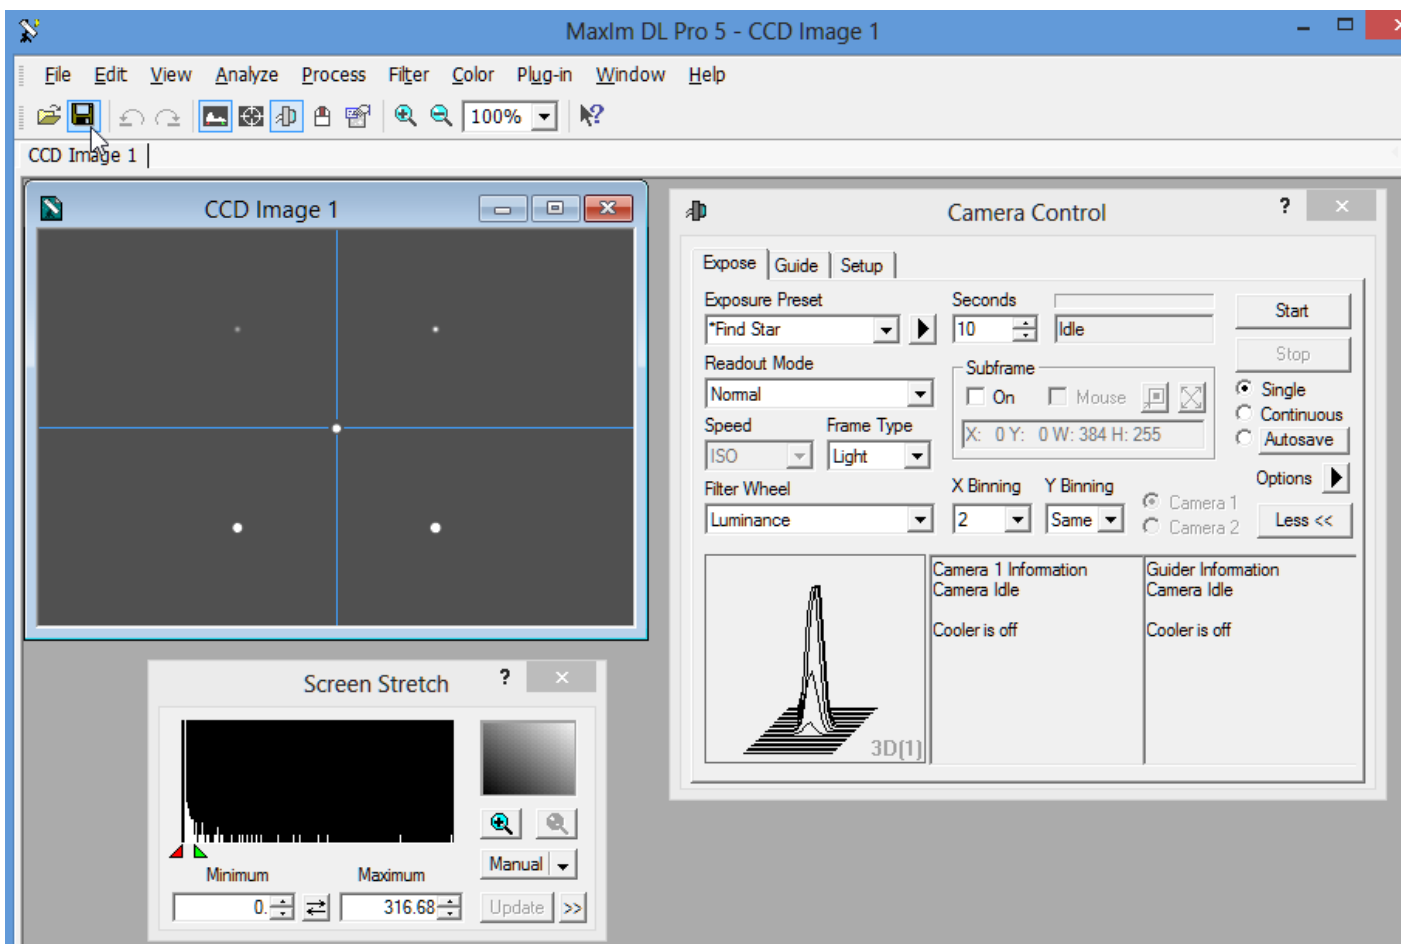 MaxIm DL Pro 5 - CCD Image 1
File Edit View Analyze Process Filter Color Plug-in Window Help
100%
CCD Image 1
CCD Image 1
Camera Control
Expose Guide Setup
Exposure Preset
*Find Star
Seconds
10
Idle
Start
Stop
Readout Mode
Normal
Subframe
On
Mouse
X: 0 Y: 0 W: 384 H: 255
Single
Continuous
Autosave
Speed
ISO
Frame Type
Light
Options
Filter Wheel
Luminance
X Binning
2
Y Binning
Same
Camera 1
Camera 2
Less <<
3D(1)
Camera 1 Information
Camera Idle
Cooler is off
Guider Information
Camera Idle
Cooler is off
Screen Stretch
Manual
Minimum
0.
Maximum
316.68
Update >>